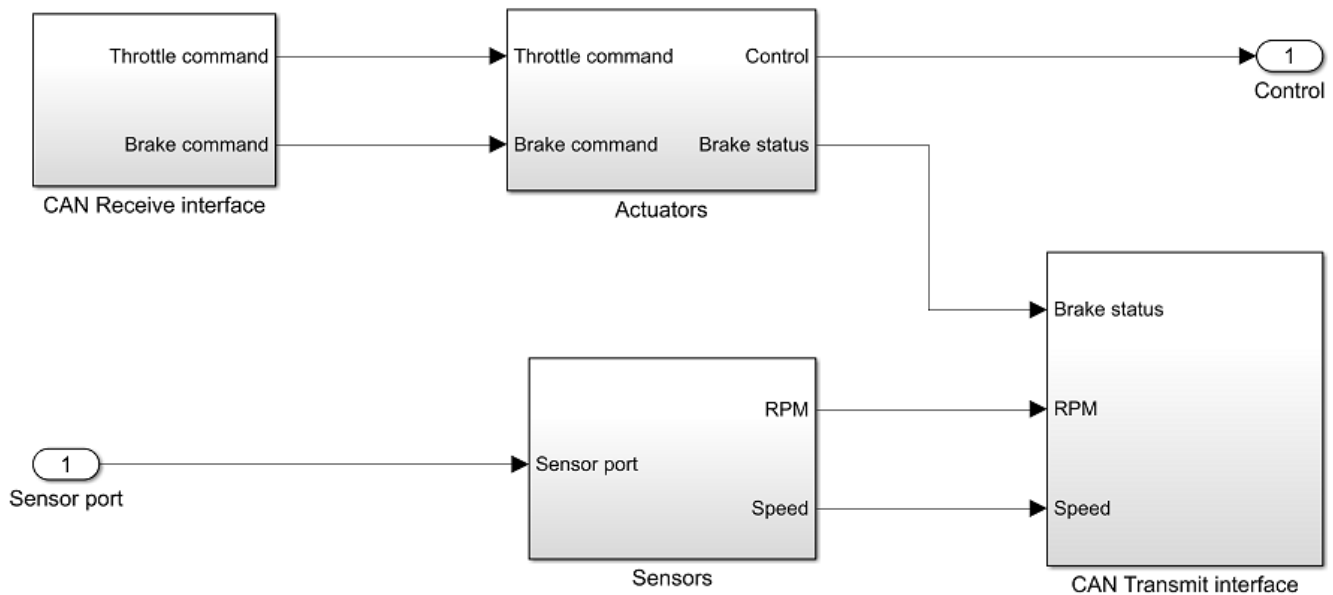 Throttle command
Brake command
CAN Receive interface
Throttle command
Control
Brake command
Brake status
Actuators
1
Control
Brake status
RPM
Speed
CAN Transmit interface
1
Sensor port
RPM
Sensor port
Speed
Sensors